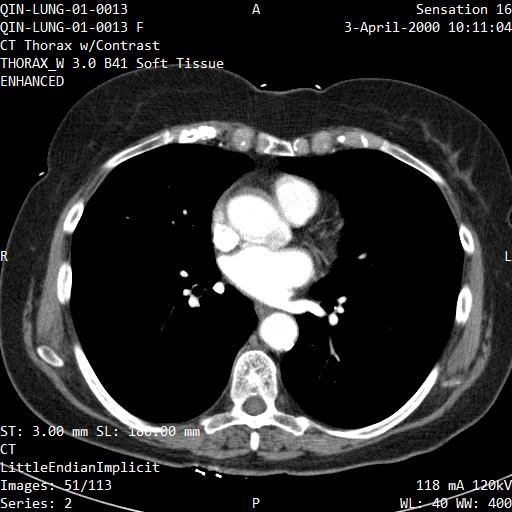 QIN-LUNG-01-0013
A
Sensation 16
QIN-LUNG-01-0013 F
3-April-2000 10:11:04
CT Thorax w/Contrast
THORAX_W 3.0 B41 Soft Tissue
ENHANCED
R
L
ST: 3.00 mm SL: 180.00 mm
CT
LittleEndianImplicit
Images: 51/113
118 mA 120kV
Series: 2
P
WL: 40 WW: 400